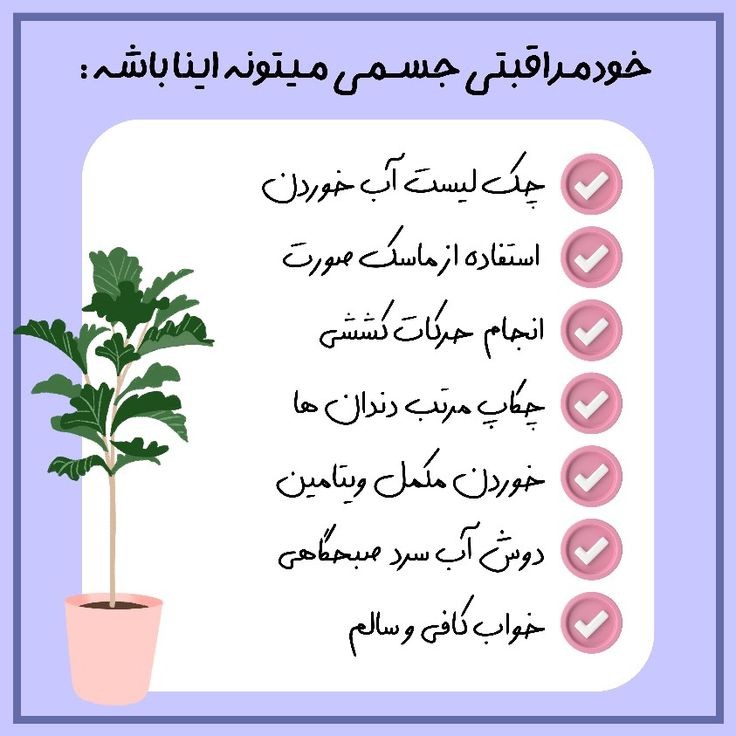 خودمراقبتی جسمی میتونه اینا باشه :
چک لیست آب خوردن
استفاده از ماسک صورت
انجام حرکات کششی
چکاپ مرتب دندان ها
خوردن مکمل ویتامین
دوش آب سرد صبحگاهی
خواب کافی و سالم